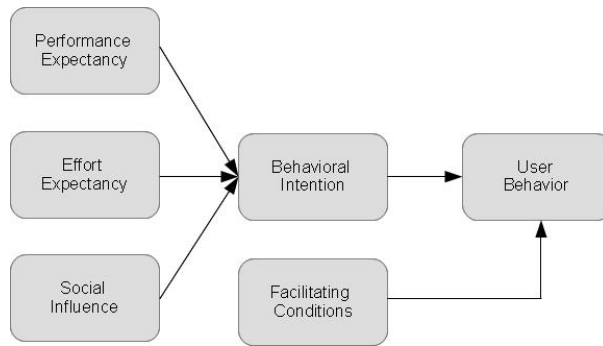 Performance
Expectancy
Effort
Expectancy
Behavioral
Intention
User
Behavior
Social
Influence
Facilitating
Conditions